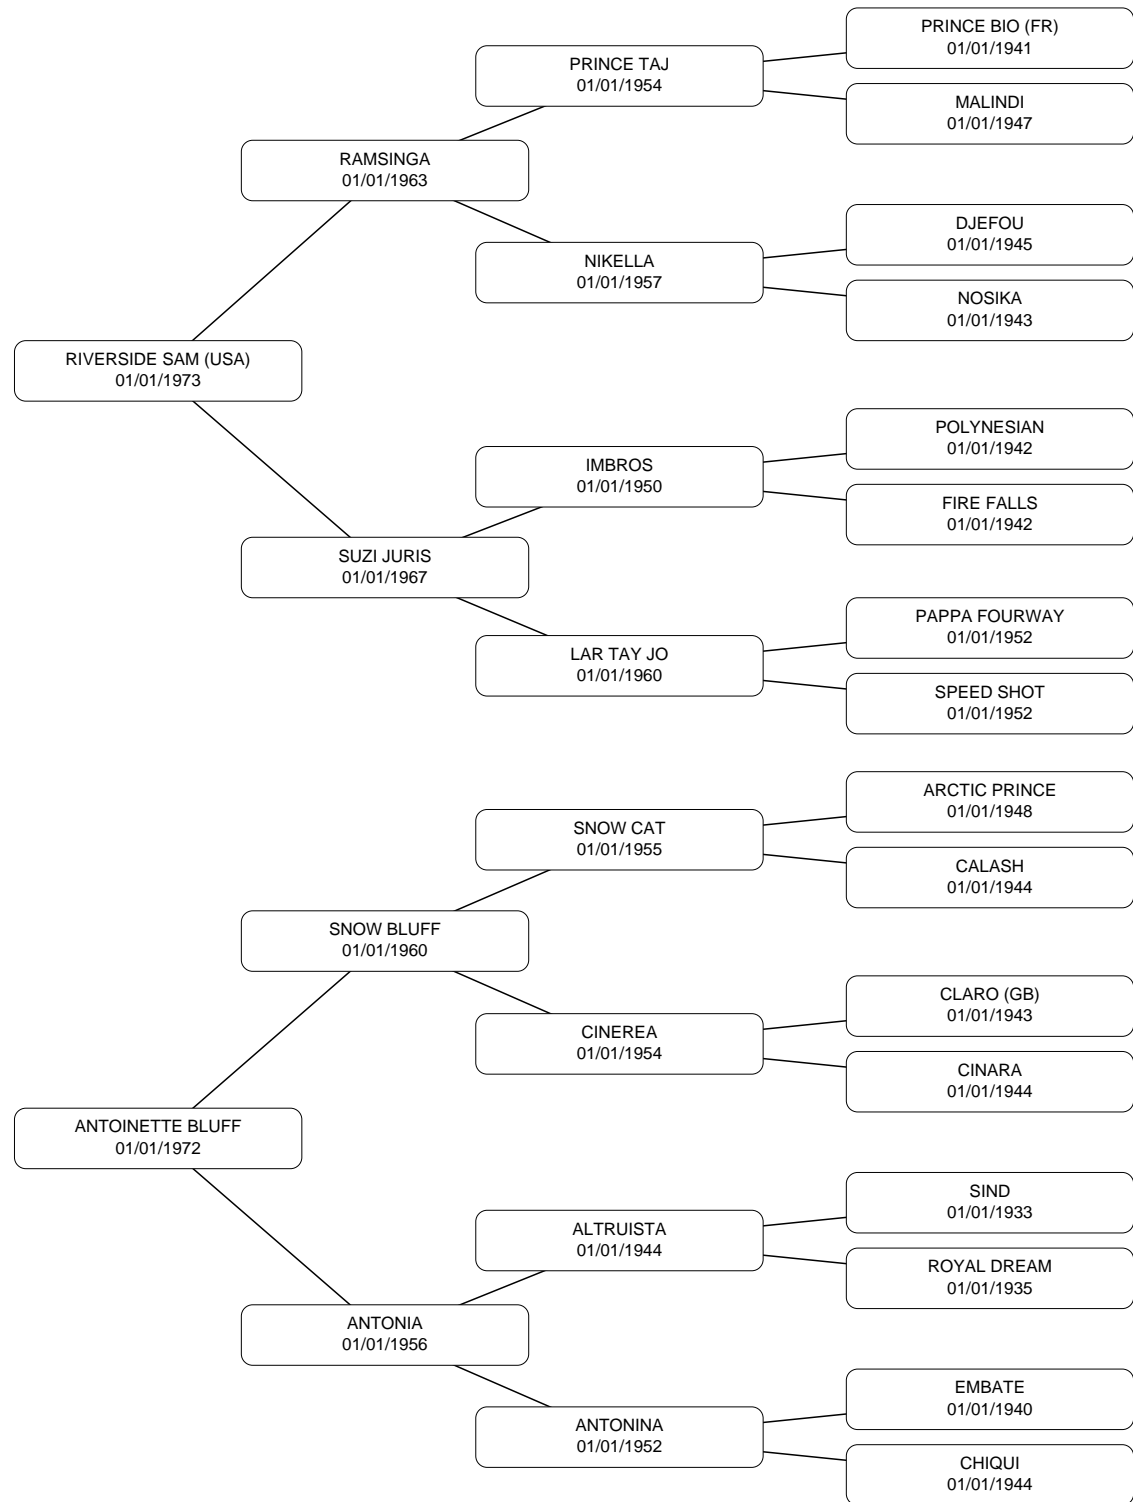 PRINCE BIO (FR)
01/01/1941
PRINCE TAJ
01/01/1954
MALINDI
01/01/1947
RAMSINGA
01/01/1963
DJEFOU
01/01/1945
NIKELLA
01/01/1957
NOSIKA
01/01/1943
RIVERSIDE SAM (USA)
01/01/1973
POLYNESIAN
01/01/1942
IMBROS
01/01/1950
FIRE FALLS
01/01/1942
SUZI JURIS
01/01/1967
PAPPA FOURWAY
01/01/1952
LAR TAY JO
01/01/1960
SPEED SHOT
01/01/1952
ARCTIC PRINCE
01/01/1948
SNOW CAT
01/01/1955
CALASH
01/01/1944
SNOW BLUFF
01/01/1960
CLARO (GB)
01/01/1943
CINEREA
01/01/1954
CINARA
01/01/1944
ANTOINETTE BLUFF
01/01/1972
SIND
01/01/1933
ALTRUISTA
01/01/1944
ROYAL DREAM
01/01/1935
ANTONIA
01/01/1956
EMBATE
01/01/1940
ANTONINA
01/01/1952
CHIQUI
01/01/1944